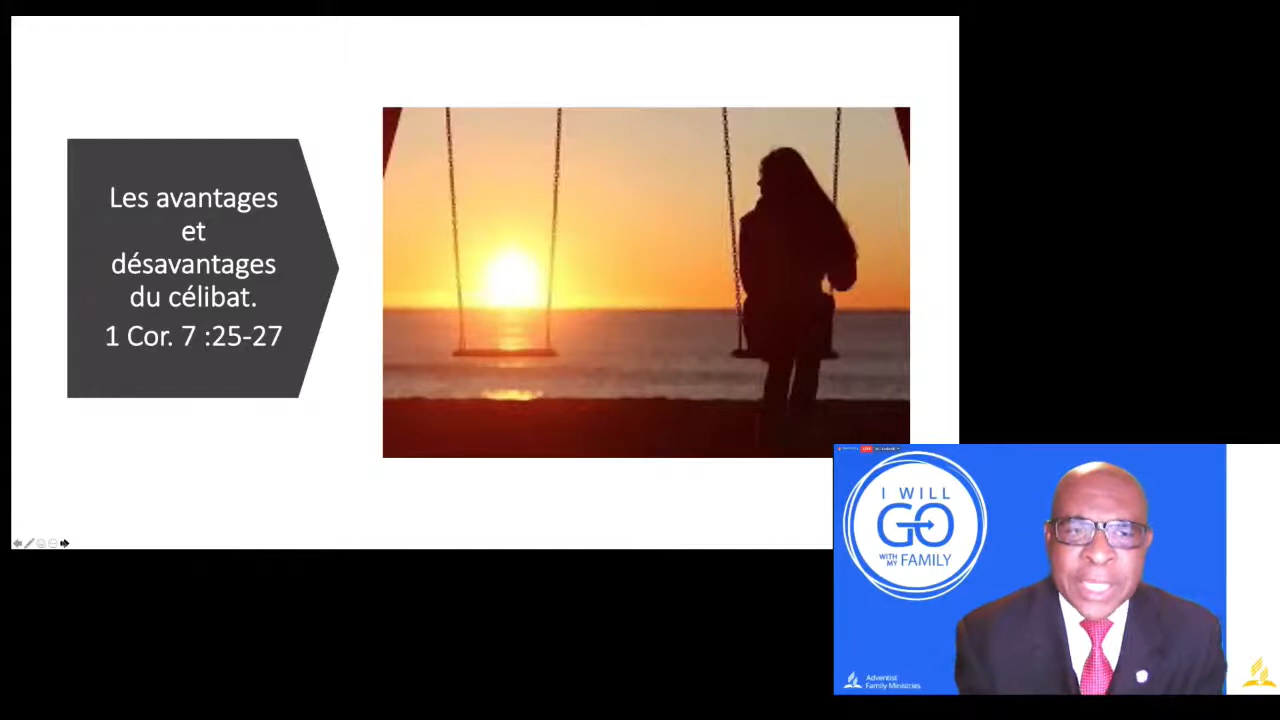 Les avantages
et
désavantages
du célibat.
1 Cor. 7 :25-27
I WILL
GO
WITH MY FAMILY
Adventist
Family Ministries